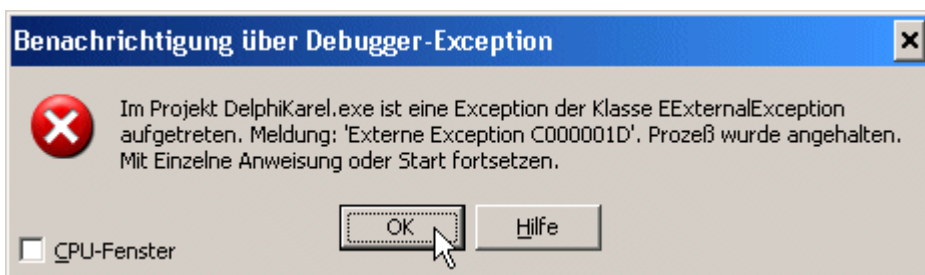 Benachrichtigung über Debugger-Exception
Im Projekt DelphiKarel.exe ist eine Exception der Klasse EExternalException
aufgetreten. Meldung: 'Externe Exception C000001D'. Prozeß wurde angehalten.
Mit Einzelne Anweisung oder Start fortsetzen.
OK Hilfe
CPU-Fenster